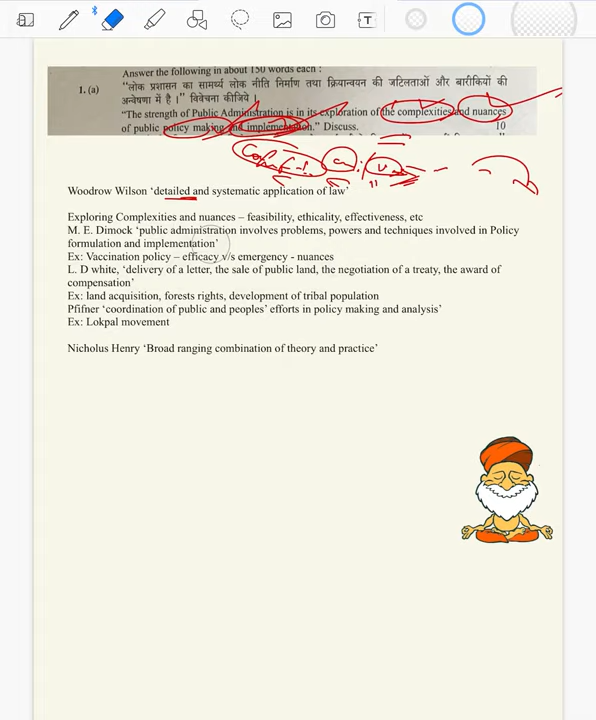 Answer the following in about 150 words each :
1. (a) "लोक प्रशासन का सामर्थ्य लोक नीति निर्माण तथा क्रियान्वयन की जटिलताओं और बारीकियों की
अन्वेषणा में है ।" विवेचना कीजिये ।
"The strength of Public Administration is in its exploration of the complexities and nuances
of public policy making and implementation." Discuss. 10
Woodrow Wilson ‘detailed and systematic application of law’
Exploring Complexities and nuances – feasibility, ethicality, effectiveness, etc
M. E. Dimock ‘public administration involves problems, powers and techniques involved in Policy
formulation and implementation’
Ex: Vaccination policy – efficacy v/s emergency - nuances
L. D white, ‘delivery of a letter, the sale of public land, the negotiation of a treaty, the award of
compensation’
Ex: land acquisition, forests rights, development of tribal population
Pfifner ‘coordination of public and peoples’ efforts in policy making and analysis’
Ex: Lokpal movement
Nicholus Henry ‘Broad ranging combination of theory and practice’